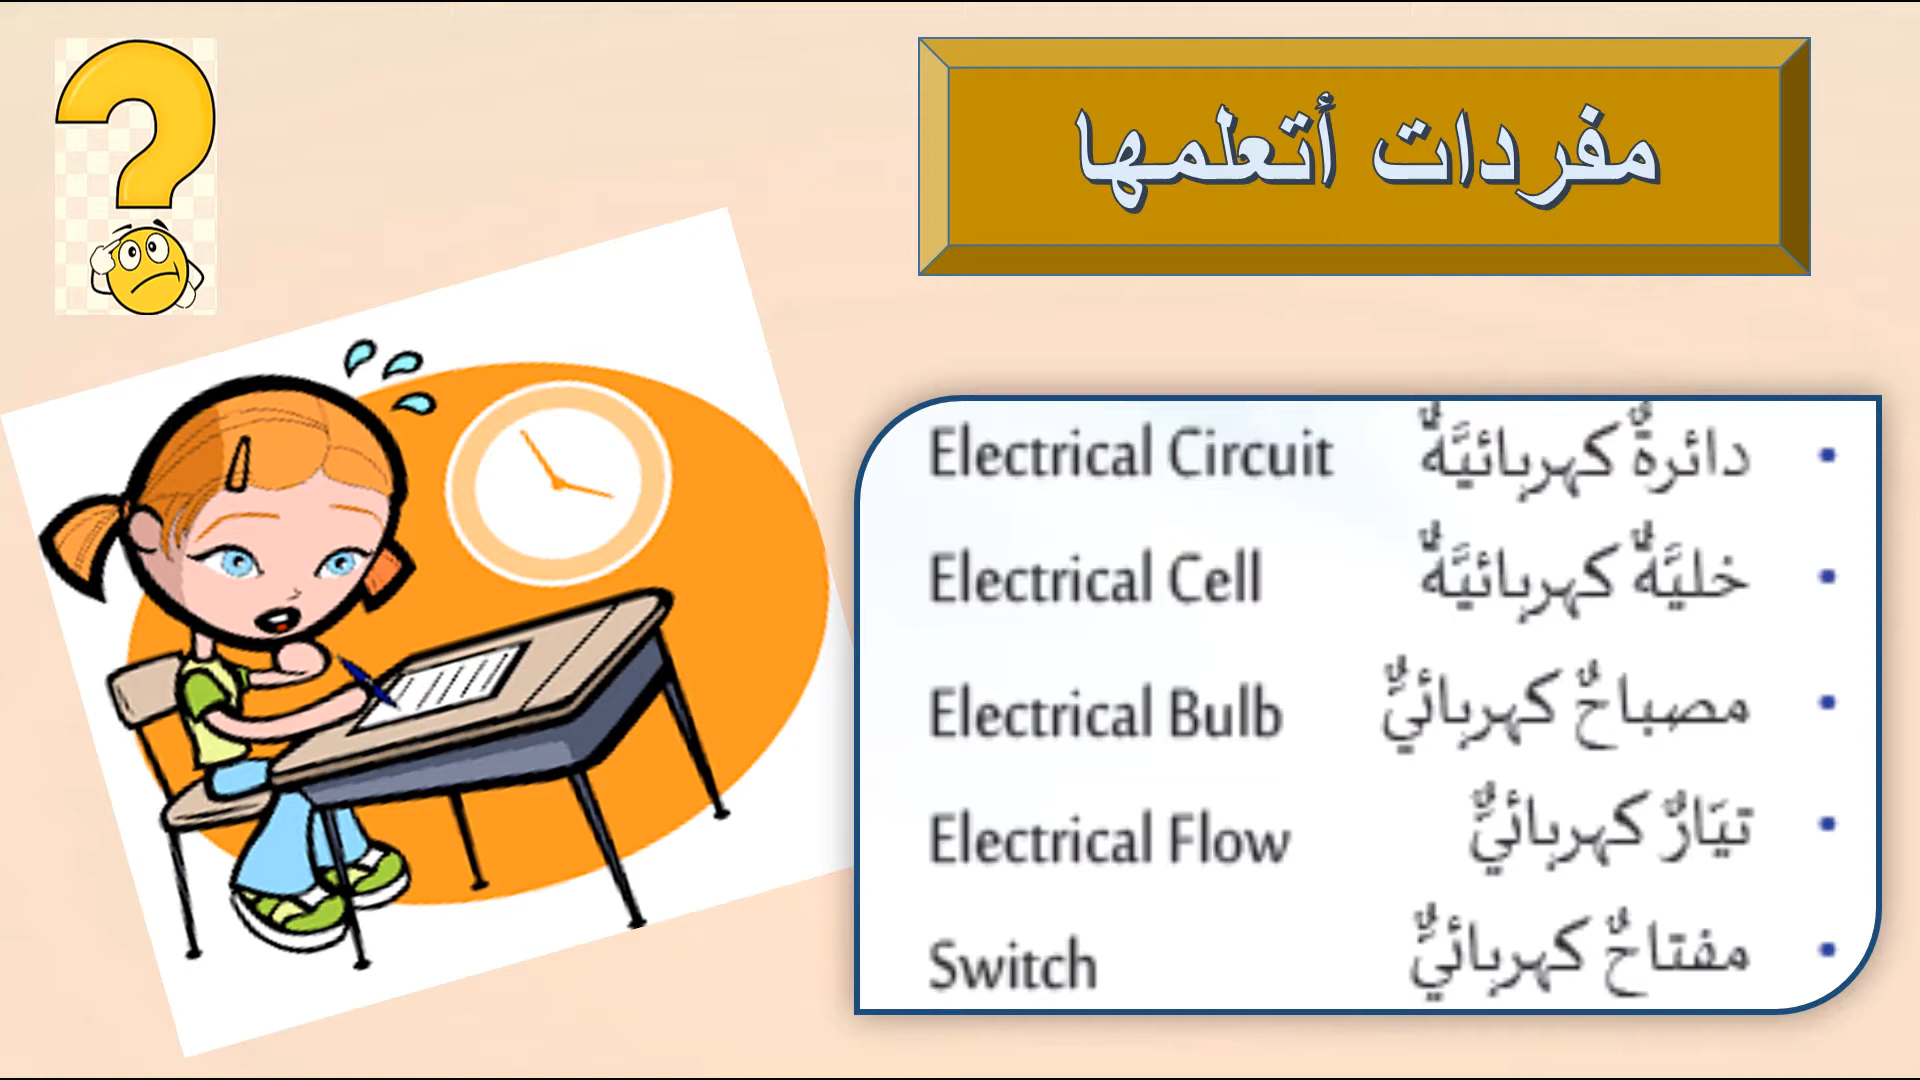 مفردات أتعلمها
• دائرةٌ كهربائيَّةٌ Electrical Circuit
• خليَّةٌ كهربائيَّةٌ Electrical Cell
• مصباحٌ كهربائيٌّ Electrical Bulb
• تيَارٌ كهربائيٌّ Electrical Flow
• مفتاحٌ كهربائيٌّ Switch